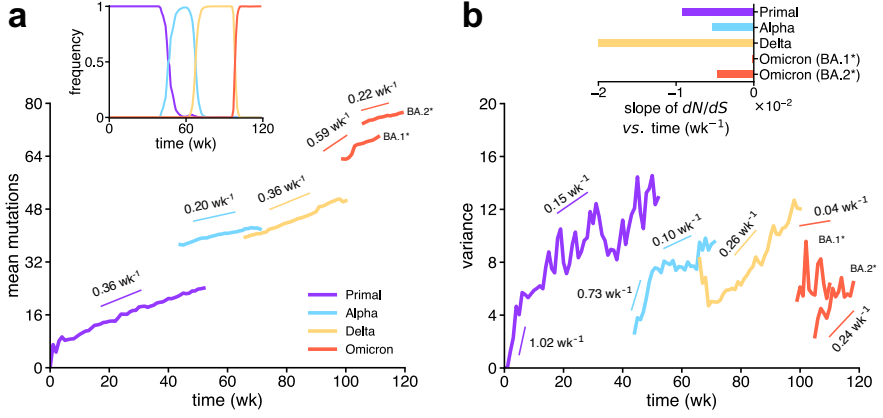 a
frequency
1
0.5
0
0
60
120
time (wk)
mean mutations
80
64
48
32
16
0
0.36 wk⁻¹
0.20 wk⁻¹
0.36 wk⁻¹
0.59 wk⁻¹
0.22 wk⁻¹
BA.2*
BA.1*
Primal
Alpha
Delta
Omicron
0
20
40
60
80
100
120
time (wk)
b
Primal
Alpha
Delta
Omicron (BA.1*)
Omicron (BA.2*)
−2
−1
0
×10⁻²
slope of dN/dS
vs. time (wk⁻¹)
variance
20
16
12
8
4
0
0.15 wk⁻¹
1.02 wk⁻¹
0.73 wk⁻¹
0.10 wk⁻¹
0.26 wk⁻¹
0.04 wk⁻¹
BA.1*
BA.2*
0.24 wk⁻¹
0
20
40
60
80
100
120
time (wk)